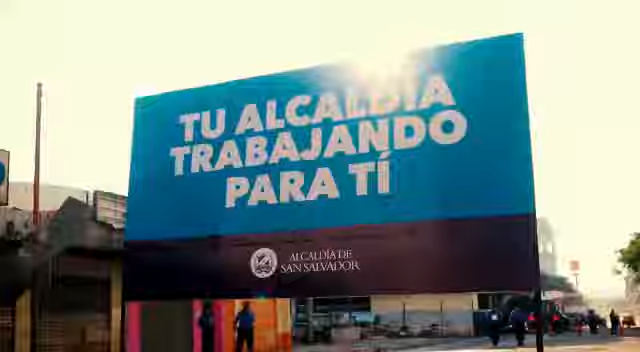 TU ALCALDÍA
TRABAJANDO
PARA TÍ
ALCALDÍA DE
SAN SALVADOR